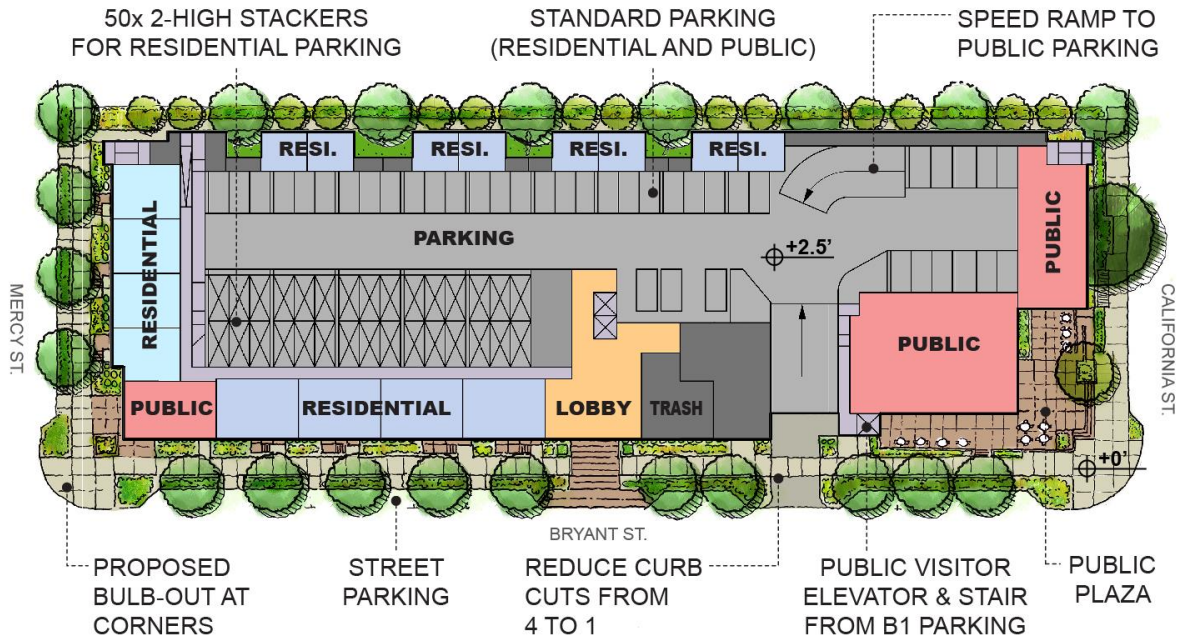 50x 2-HIGH STACKERS
FOR RESIDENTIAL PARKING
STANDARD PARKING
(RESIDENTIAL AND PUBLIC)
SPEED RAMP TO
PUBLIC PARKING
RESI.
RESI.
RESI.
RESI.
RESIDENTIAL
PARKING
+2.5'
PUBLIC
PUBLIC
MERCY ST.
CALIFORNIA ST.
PUBLIC
RESIDENTIAL
LOBBY
TRASH
+0'
BRYANT ST.
PROPOSED
BULB-OUT AT
CORNERS
STREET
PARKING
REDUCE CURB
CUTS FROM
4 TO 1
PUBLIC VISITOR
ELEVATOR & STAIR
FROM B1 PARKING
PUBLIC
PLAZA